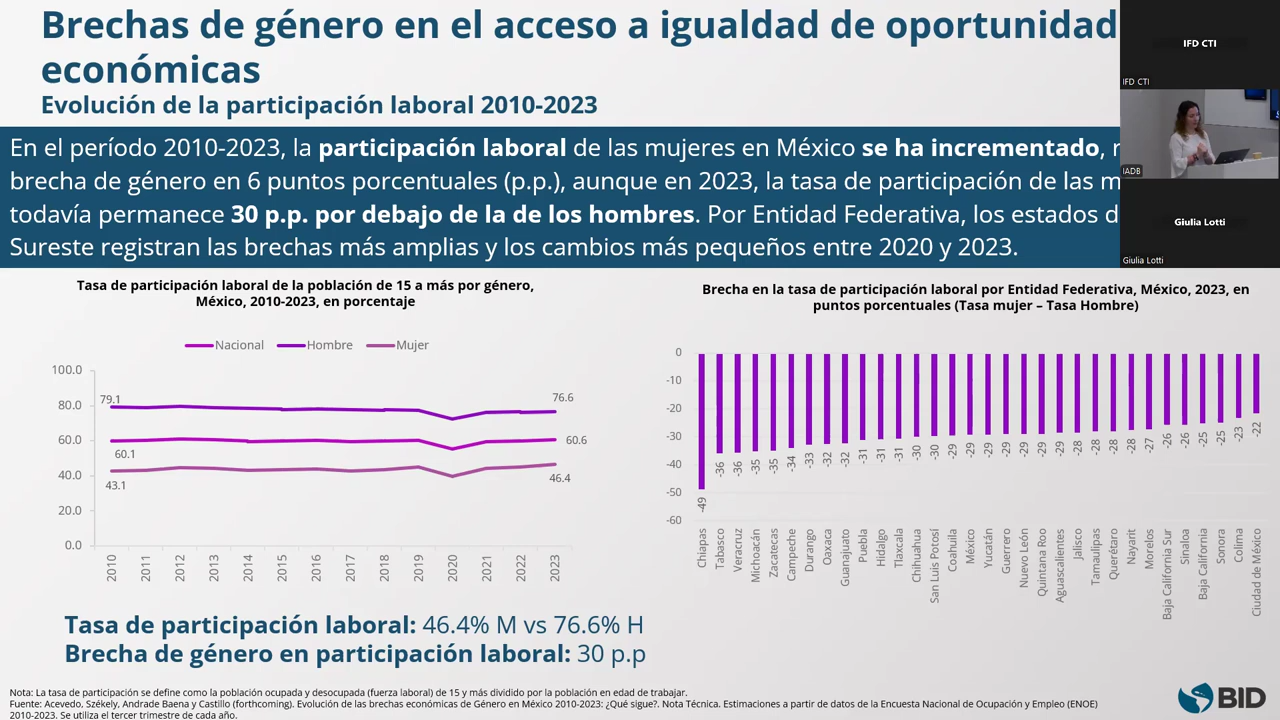 Brechas de género en el acceso a igualdad de oportunidad
económicas
Evolución de la participación laboral 2010-2023
IFD CTI
IFD CTI
IADB
Giulia Lotti
Giulia Lotti
En el período 2010-2023, la participación laboral de las mujeres en México se ha incrementado,
brecha de género en 6 puntos porcentuales (p.p.), aunque en 2023, la tasa de participación de las m
todavía permanece 30 p.p. por debajo de la de los hombres. Por Entidad Federativa, los estados d
Sureste registran las brechas más amplias y los cambios más pequeños entre 2020 y 2023.
Tasa de participación laboral de la población de 15 a más por género,
México, 2010-2023, en porcentaje
Nacional Hombre Mujer
100.0
80.0
60.0
40.0
20.0
0.0
79.1
76.6
60.1
60.6
43.1
46.4
2010 2011 2012 2013 2014 2015 2016 2017 2018 2019 2020 2021 2022 2023
Brecha en la tasa de participación laboral por Entidad Federativa, México, 2023, en
puntos porcentuales (Tasa mujer – Tasa Hombre)
0
-10
-20
-30
-40
-50
-60
-49 -36 -36 -35 -35 -34 -33 -32 -32 -31 -31 -31 -30 -30 -29 -29 -29 -29 -29 -29 -29 -28 -28 -28 -28 -27 -26 -26 -25 -25 -23 -22
Chiapas Tabasco Veracruz Michoacán Zacatecas Campeche Durango Oaxaca Guanajuato Puebla Hidalgo Tlaxcala Chihuahua San Luis Potosí Coahuila México Yucatán Guerrero Nuevo León Quintana Roo Aguascalientes Jalisco Tamaulipas Querétaro Nayarit Morelos Baja California Sur Sinaloa Baja California Sonora Colima Ciudad de México
Tasa de participación laboral: 46.4% M vs 76.6% H
Brecha de género en participación laboral: 30 p.p
Nota: La tasa de participación se define como la población ocupada y desocupada (fuerza laboral) de 15 y más dividido por la población en edad de trabajar.
Fuente: Acevedo, Székely, Andrade Baena y Castillo (forthcoming). Evolución de las brechas económicas de Género en México 2010-2023: ¿Qué sigue?. Nota Técnica. Estimaciones a partir de datos de la Encuesta Nacional de Ocupación y Empleo (ENOE)
2010-2023. Se utiliza el tercer trimestre de cada año.
BID